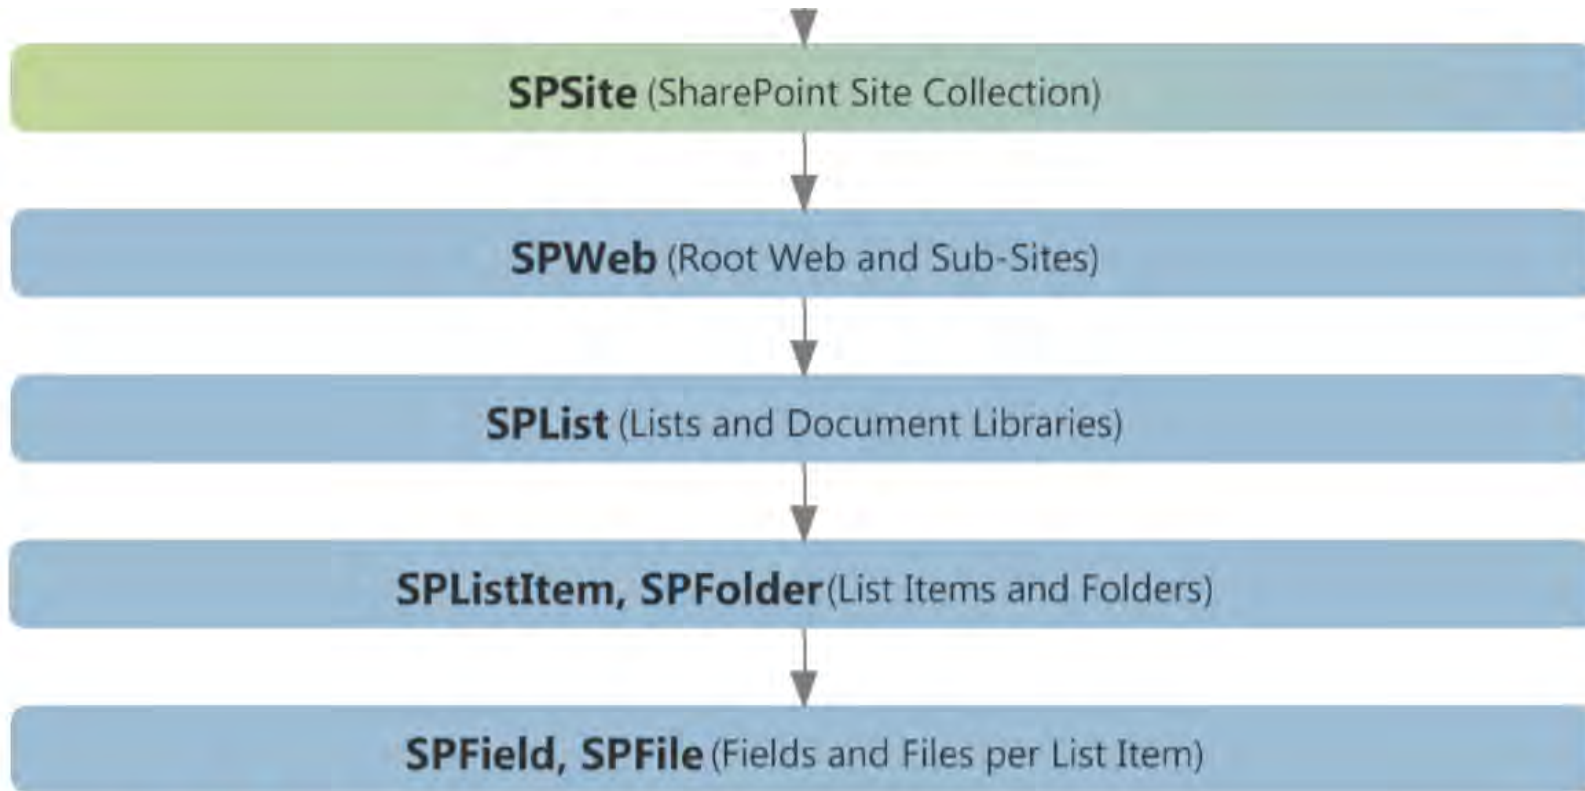 SPSite (SharePoint Site Collection)
SPWeb (Root Web and Sub-Sites)
SPList (Lists and Document Libraries)
SPListItem, SPFolder(List Items and Folders)
SPField, SPFile (Fields and Files per List Item)